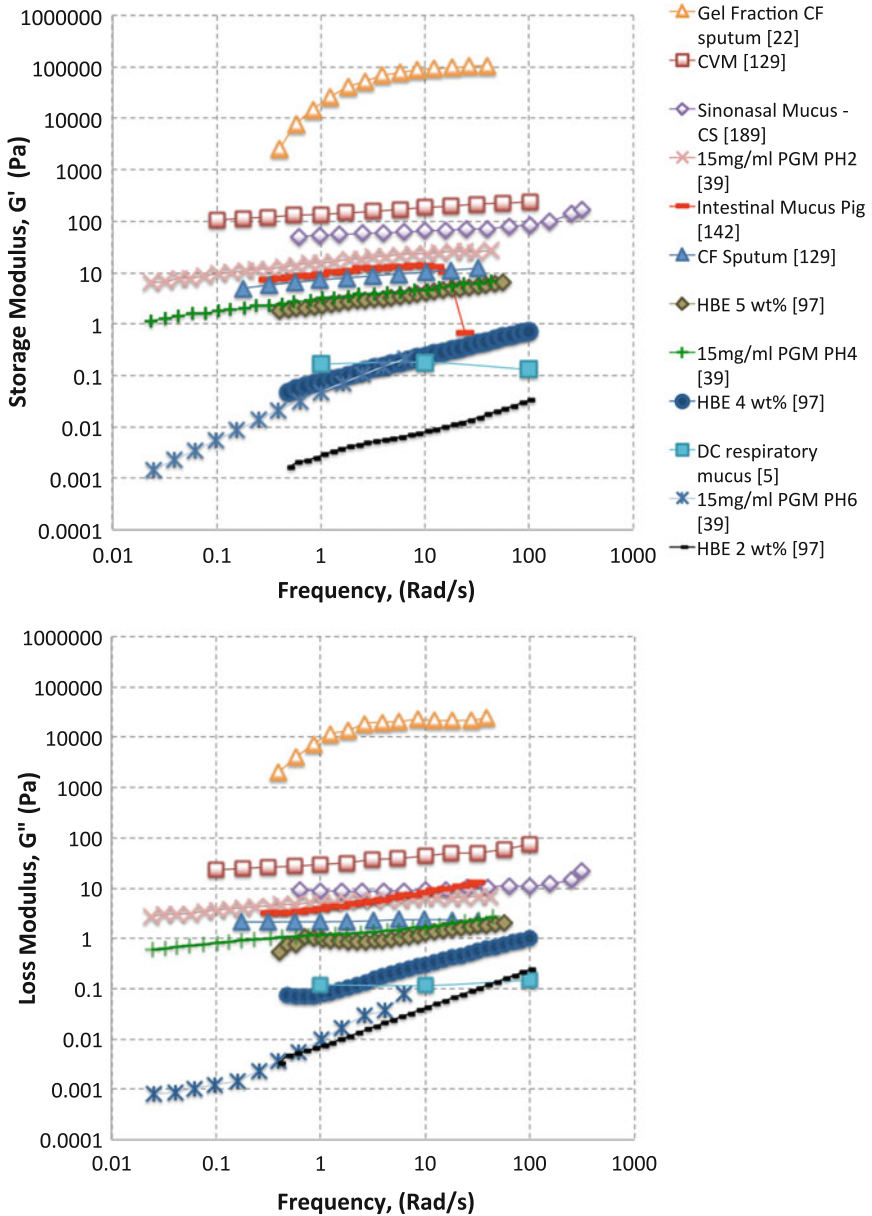 1000000
100000
10000
1000
100
10
1
0.1
0.01
0.001
0.0001
Storage Modulus, G' (Pa)
0.01
0.1
1
10
100
1000
Frequency, (Rad/s)
Gel Fraction CF
sputum [22]
CVM [129]
Sinonasal Mucus -
CS [189]
15mg/ml PGM PH2
[39]
Intestinal Mucus Pig
[142]
CF Sputum [129]
HBE 5 wt% [97]
15mg/ml PGM PH4
[39]
HBE 4 wt% [97]
DC respiratory
mucus [5]
15mg/ml PGM PH6
[39]
HBE 2 wt% [97]
1000000
100000
10000
1000
100
10
1
0.1
0.01
0.001
0.0001
Loss Modulus, G" (Pa)
0.01
0.1
1
10
100
1000
Frequency, (Rad/s)